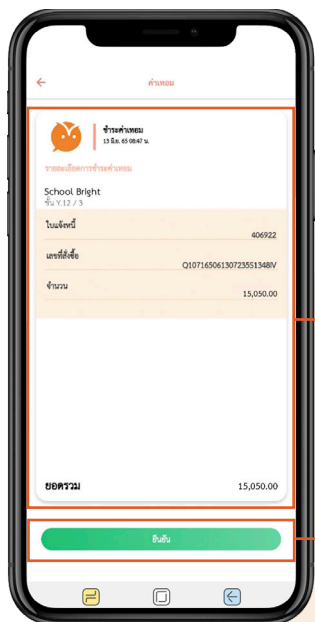 ค่าเทอม
ชำระค่าเทอม
13 มิ.ย. 65 08:47 น.
รายละเอียดการชำระค่าเทอม
School Bright
ชั้น Y.12 / 3
ใบแจ้งหนี้
406922
เลขที่สั่งซื้อ
Q10716506130723551348IV
จำนวน
15,050.00
ยอดรวม 15,050.00
ยืนยัน